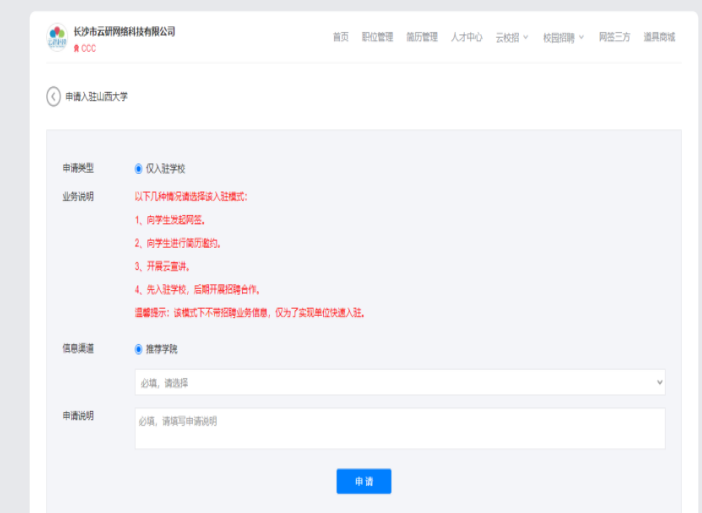 长沙市云研网络科技有限公司
CCC
首页 职位管理 简历管理 人才中心 云校招 校园招聘 网签三方 道具商城
申请入驻山西大学
申请类型 仅入驻学校
业务说明 以下几种情况请选择该入驻模式：
1、向学生发起网签。
2、向学生进行简历邀约。
3、开展云宣讲。
4、先入驻学校，后期开展招聘合作。
温馨提示：该模式下不带招聘业务信息，仅为了实现单位快速入驻。
信息渠道 推荐学院
必填，请选择
申请说明 必填，请填写申请说明
申请